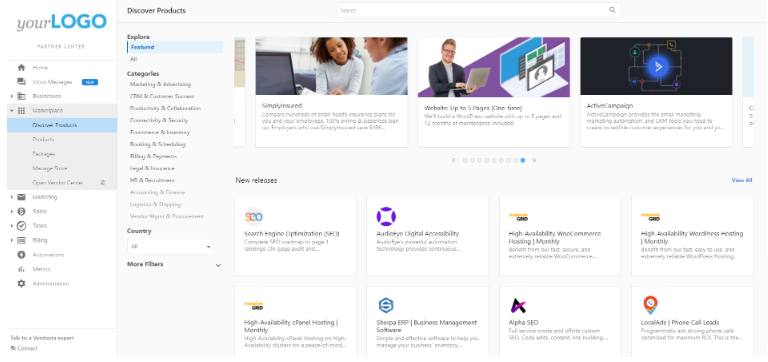 yourLOGO
PARTNER CENTER
Home
Inbox Messages NEW
Businesses
Marketplace
Discover Products
Products
Packages
Manage Store
Open Vendor Center
Marketing
Sales
Tasks
Billing
Automations
Metrics
Administration
Talk to a Vendasta expert
Contact
Discover Products
Search
Explore
Featured
All
Categories
Marketing & Advertising
CRM & Customer Success
Productivity & Collaboration
Connectivity & Security
Ecommerce & Inventory
Booking & Scheduling
Billing & Payments
Legal & Insurance
HR & Recruitment
Accounting & Finance
Logistics & Shipping
Vendor Mgmt & Procurement
Country
All
More Filters
SimplyInsured
Compare hundreds of small health insurance plans for
you and your employees. 100% online & paperless sign
up. Employers who use SimplyInsured save $386...
Website: Up to 5 Pages (One-time)
We'll build a WordPress website with up to 5 pages and
12 months of maintenance included.
ActiveCampaign
ActiveCampaign provides the email marketing,
marketing automation, and CRM tools you need to
create incredible customer experiences for you and yo...
New releases
View All
SEO
Search Engine Optimization (SEO)
Complete SEO roadmap to page 1
rankings. On-page audit and...
AudioEye Digital Accessibility
AudioEye's powerful automation
technology provides continuous...
GRID
High-Availability WooCommerce
Hosting | Monthly
Benefit from our fast, secure, and
extremely reliable WooCommerce...
GRID
High-Availability WordPress
Hosting | Monthly
Benefit from our fast, easy to use, and
extremely reliable WordPress...
GRID
High-Availability cPanel Hosting |
Monthly
High-Availability cPanel Hosting on High-
Availability clusters for a peace-of-mind...
Sherpa ERP | Business Management
Software
Simple and effective software to help you
manage your business' inventory...
Alpha SEO
Full service onsite and offsite custom
SEO. Code edits, content, link building...
LocalAds | Phone Call Leads
Programmatic ads driving phone calls
optimized for maximum ROI. This is the...